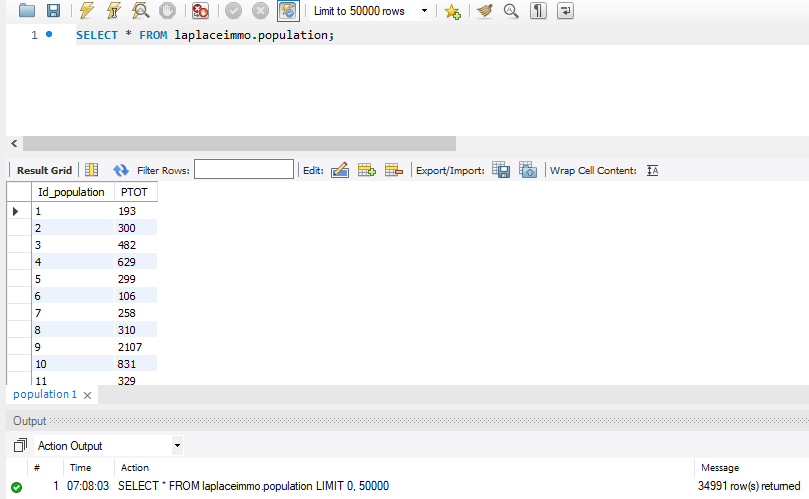 Limit to 50000 rows
1 SELECT * FROM laplaceimmo.population;
Result Grid Filter Rows: Edit: Export/Import: Wrap Cell Content:
Id_population PTOT
1 193
2 300
3 482
4 629
5 299
6 106
7 258
8 310
9 2107
10 831
11 329
population 1
Output
Action Output
# Time Action Message
1 07:08:03 SELECT * FROM laplaceimmo.population LIMIT 0, 50000 34991 row(s) returned